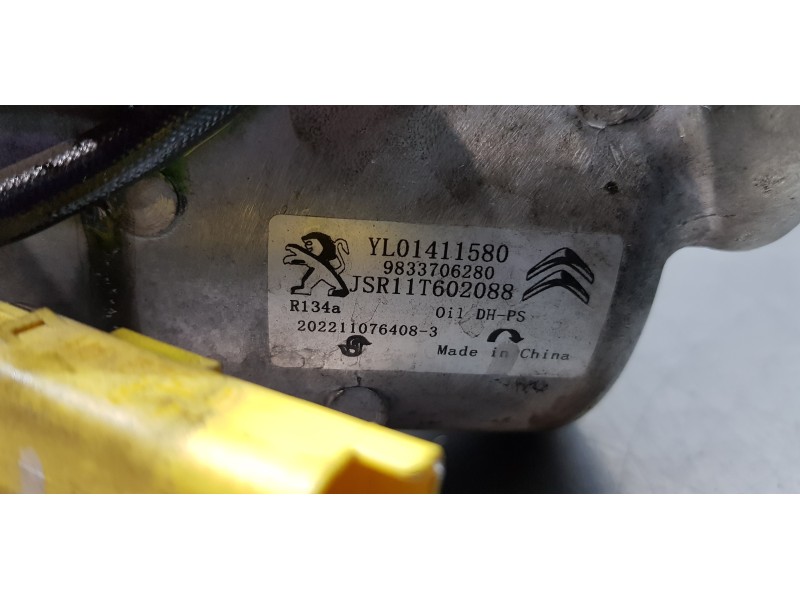 YL01411580
9833706280
JSR11T602088
R134a Oil DH-PS
202211076408-3
Made in China